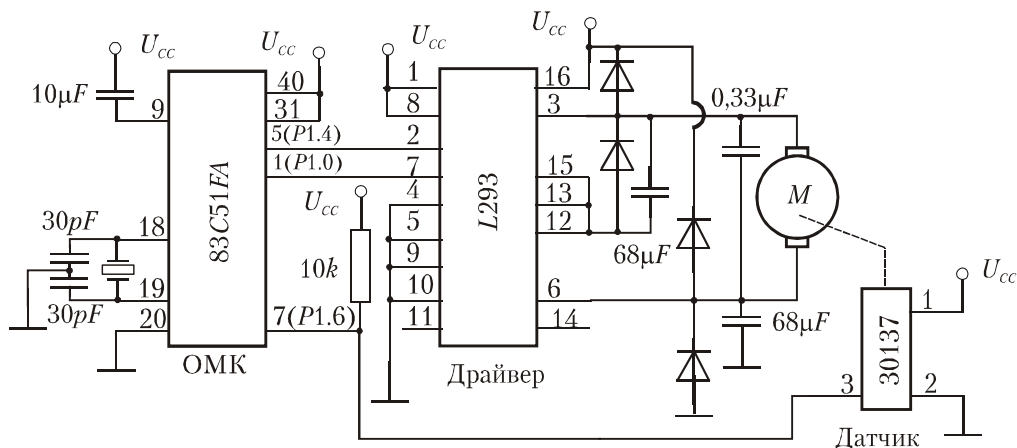 U_CC
10µF
9
18
30pF
30pF
19
20
83C51FA
ОМК
U_CC
40
31
5(P1.4)
1(P1.0)
U_CC
10k
7(P1.6)
U_CC
1
8
2
7
4
5
9
10
11
L293
Драйвер
U_CC
16
3
15
13
12
6
14
68µF
0,33µF
68µF
M
U_CC
1
3
2
30137
Датчик